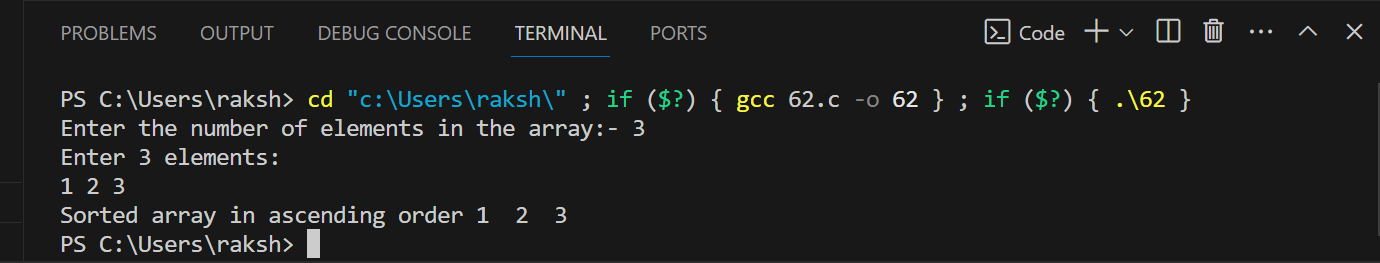 PROBLEMS OUTPUT DEBUG CONSOLE TERMINAL PORTS Code
PS C:\Users\raksh> cd "c:\Users\raksh\" ; if ($?) { gcc 62.c -o 62 } ; if ($?) { .\62 }
Enter the number of elements in the array:- 3
Enter 3 elements:
1 2 3
Sorted array in ascending order 1  2  3
PS C:\Users\raksh>